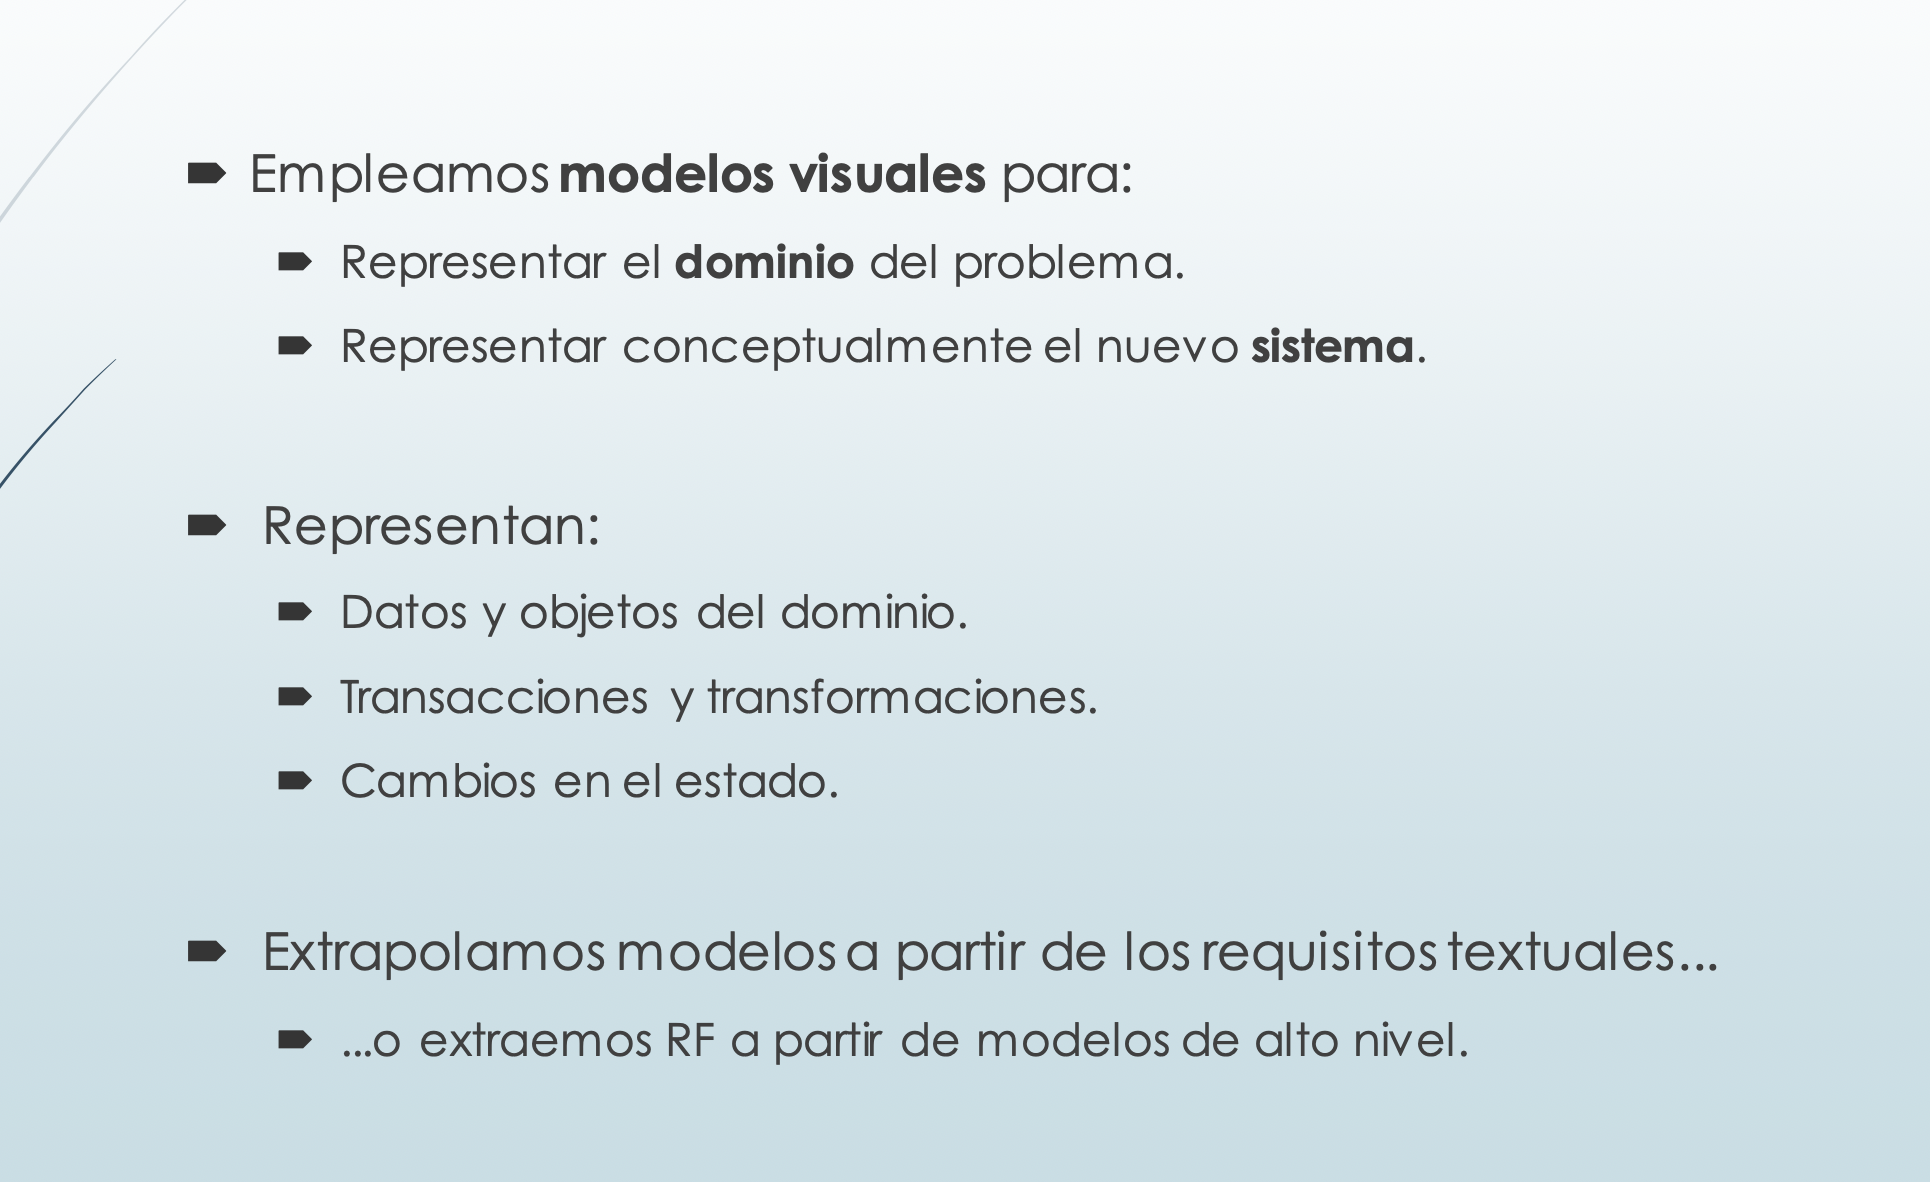 Empleamos modelos visuales para:
Representar el dominio del problema.
Representar conceptualmente el nuevo sistema.
Representan:
Datos y objetos del dominio.
Transacciones y transformaciones.
Cambios en el estado.
Extrapolamos modelos a partir de los requisitos textuales...
...o extraemos RF a partir de modelos de alto nivel.